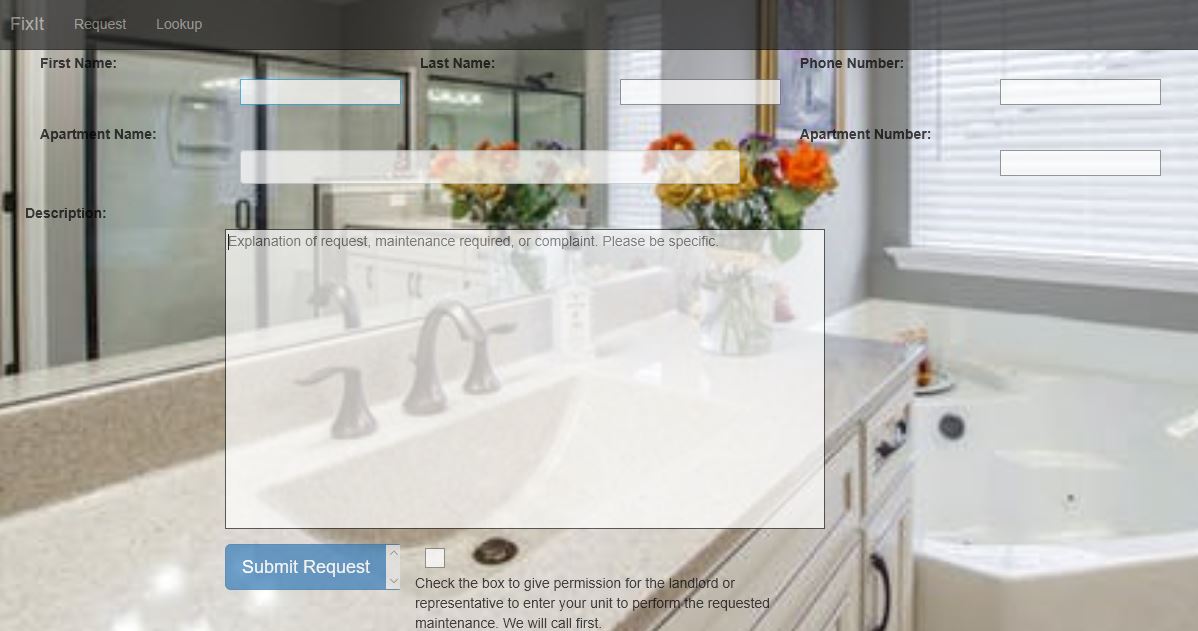 FixIt Request Lookup
First Name: Last Name: Phone Number:
Apartment Name: Apartment Number:
Description:
Explanation of request, maintenance required, or complaint. Please be specific.
Submit Request
Check the box to give permission for the landlord or
representative to enter your unit to perform the requested
maintenance. We will call first.